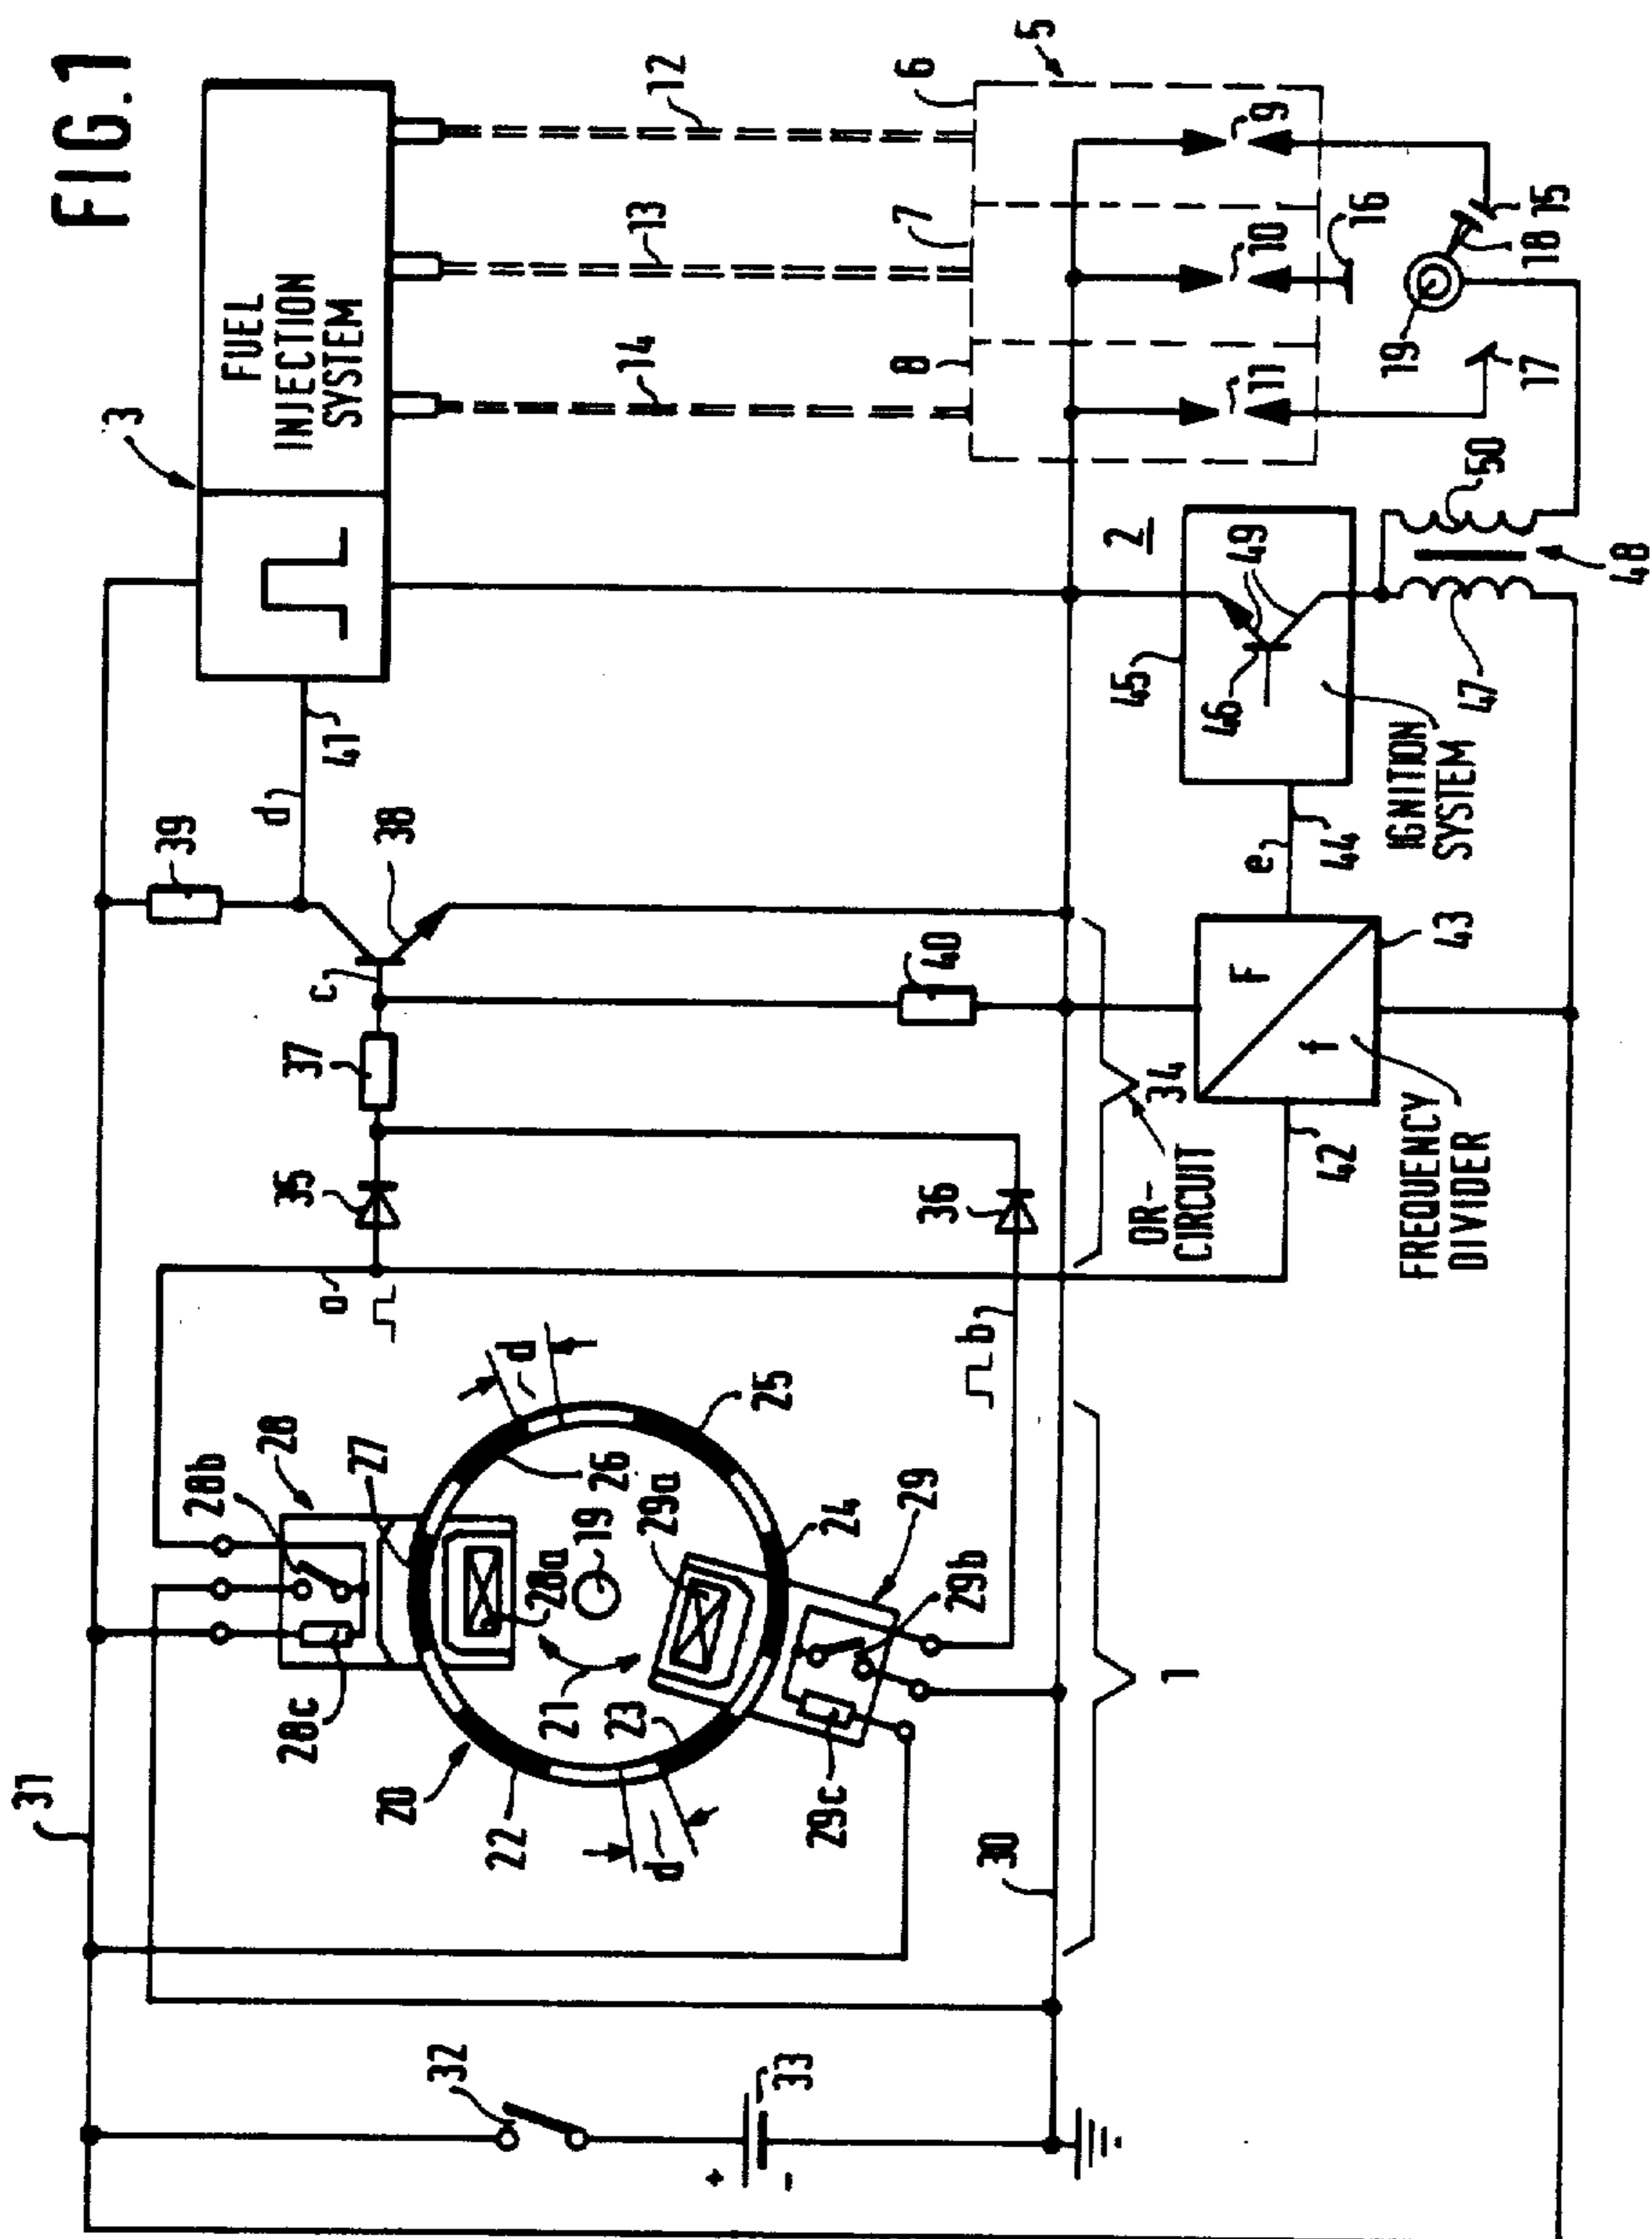 FIG.1
FUEL
INJECTION
SYSTEM
3
12
13
14
5
6
7
8
9
10
11
15
16
17
18
19
2
45
46
49
50
47
48
IGNITION
SYSTEM
41
d
39
38
c
37
40
e
44
43
F
f
42
FREQUENCY
DIVIDER
34
OR-
CIRCUIT
35
36
a
b
d
25
26
28
28b
27
28a
19
29a
24
29
29b
28c
21
23
20
22
d
29c
1
31
30
32
33
+
-